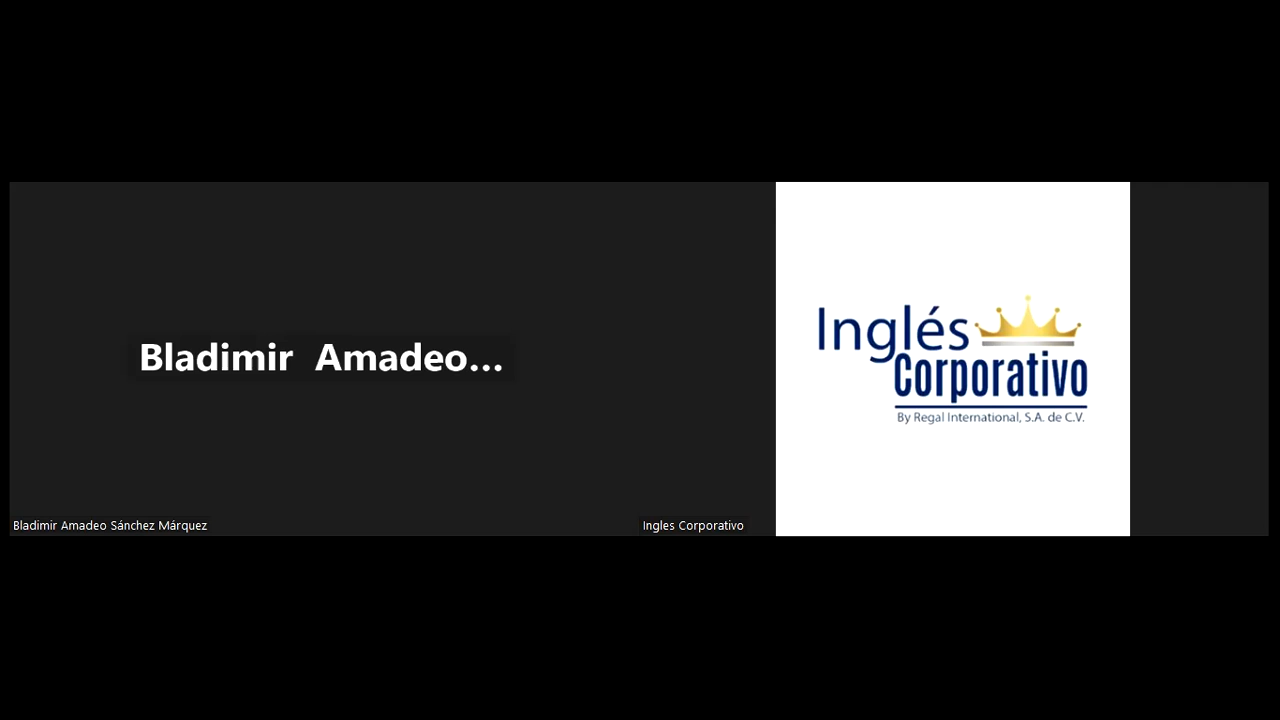 Bladimir Amadeo...
Inglés
Corporativo
By Regal International, S.A. de C.V.
Bladimir Amadeo Sánchez Márquez
Ingles Corporativo